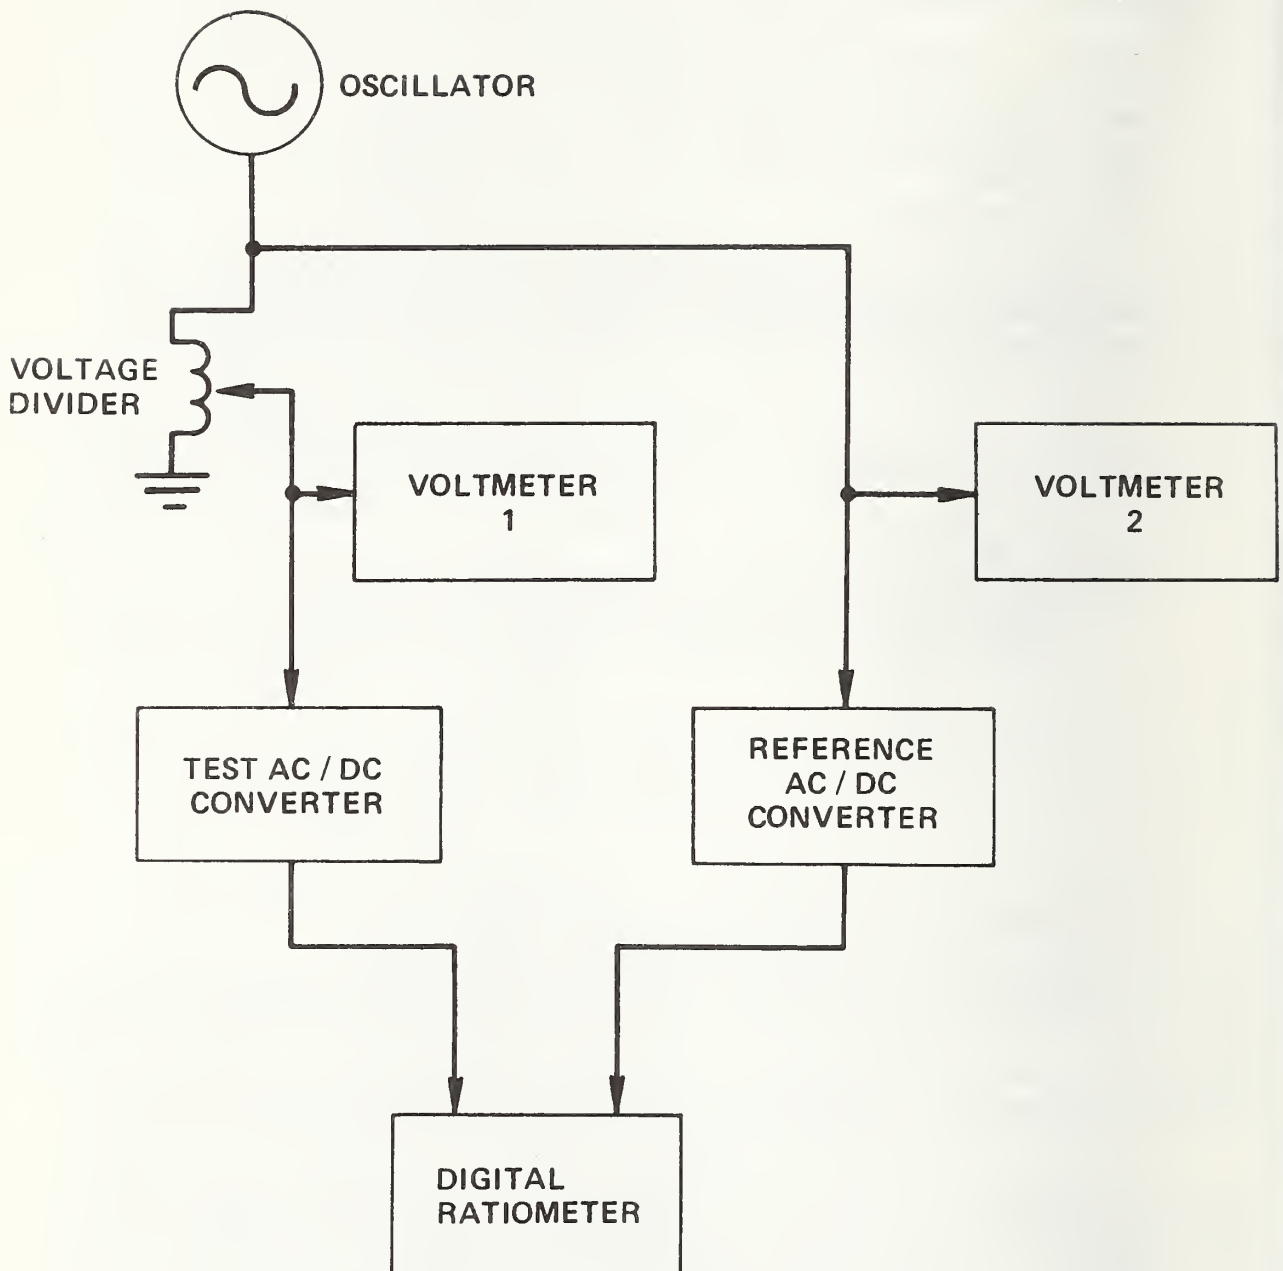 OSCILLATOR
VOLTAGE
DIVIDER
VOLTMETER
1
VOLTMETER
2
TEST AC / DC
CONVERTER
REFERENCE
AC / DC
CONVERTER
DIGITAL
RATIOMETER